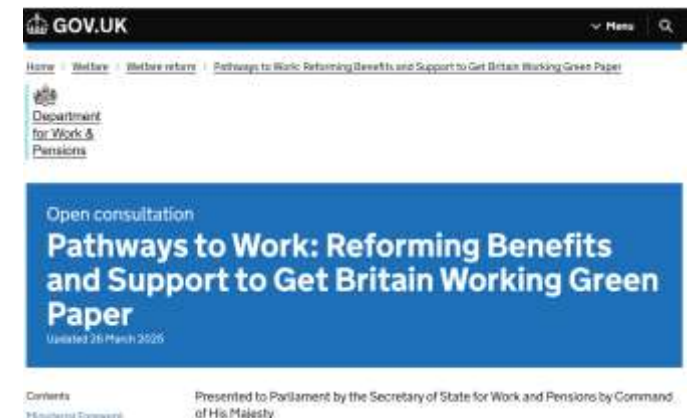 GOV.UK
Menu
Home Welfare Welfare reform Pathways to Work: Reforming Benefits and Support to Get Britain Working Green Paper
Department
for Work &
Pensions
Open consultation
Pathways to Work: Reforming Benefits
and Support to Get Britain Working Green
Paper
Updated 26 March 2025
Contents
Presented to Parliament by the Secretary of State for Work and Pensions by Command
Ministerial Foreword
of His Majesty